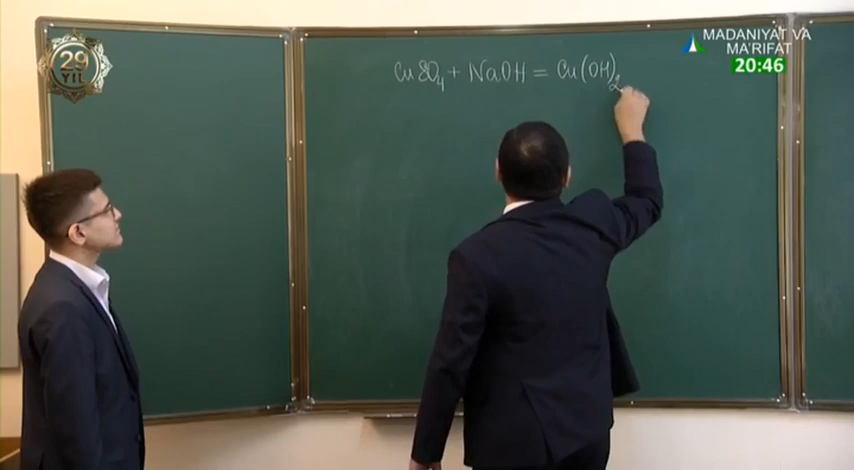 29
YIL
CuSO₄ + NaOH = Cu(OH)₂
MADANIYAT VA
MA'RIFAT
20:46